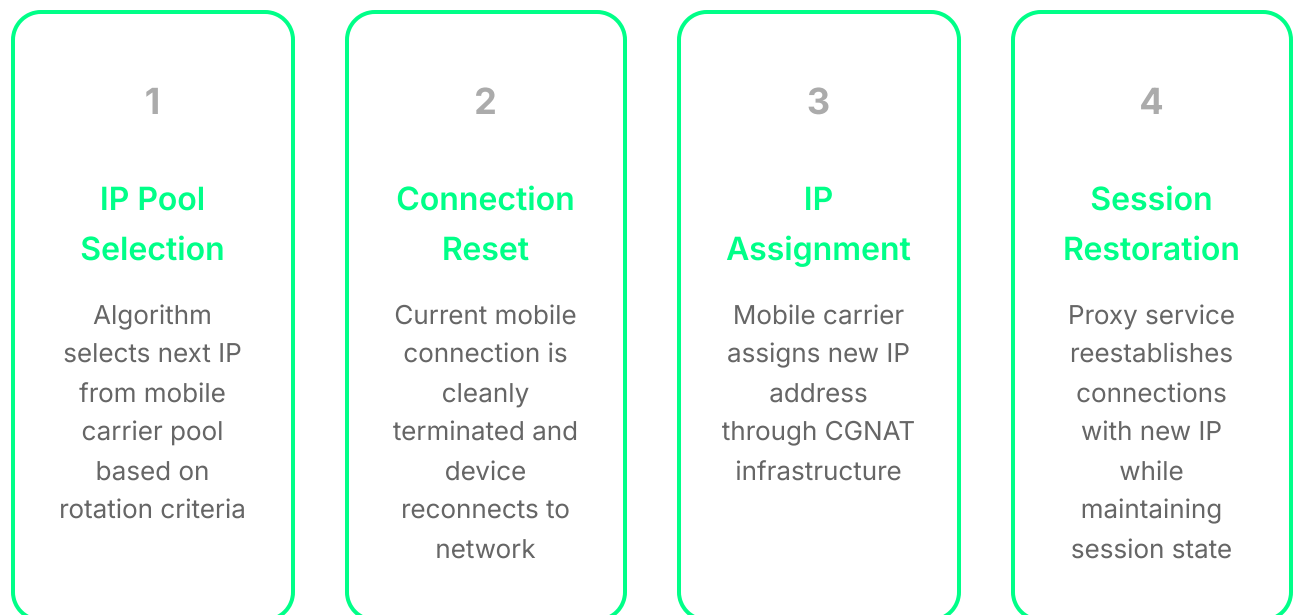 1
IP Pool
Selection
Algorithm
selects next IP
from mobile
carrier pool
based on
rotation criteria
2
Connection
Reset
Current mobile
connection is
cleanly
terminated and
device
reconnects to
network
3
IP
Assignment
Mobile carrier
assigns new IP
address
through CGNAT
infrastructure
4
Session
Restoration
Proxy service
reestablishes
connections
with new IP
while
maintaining
session state